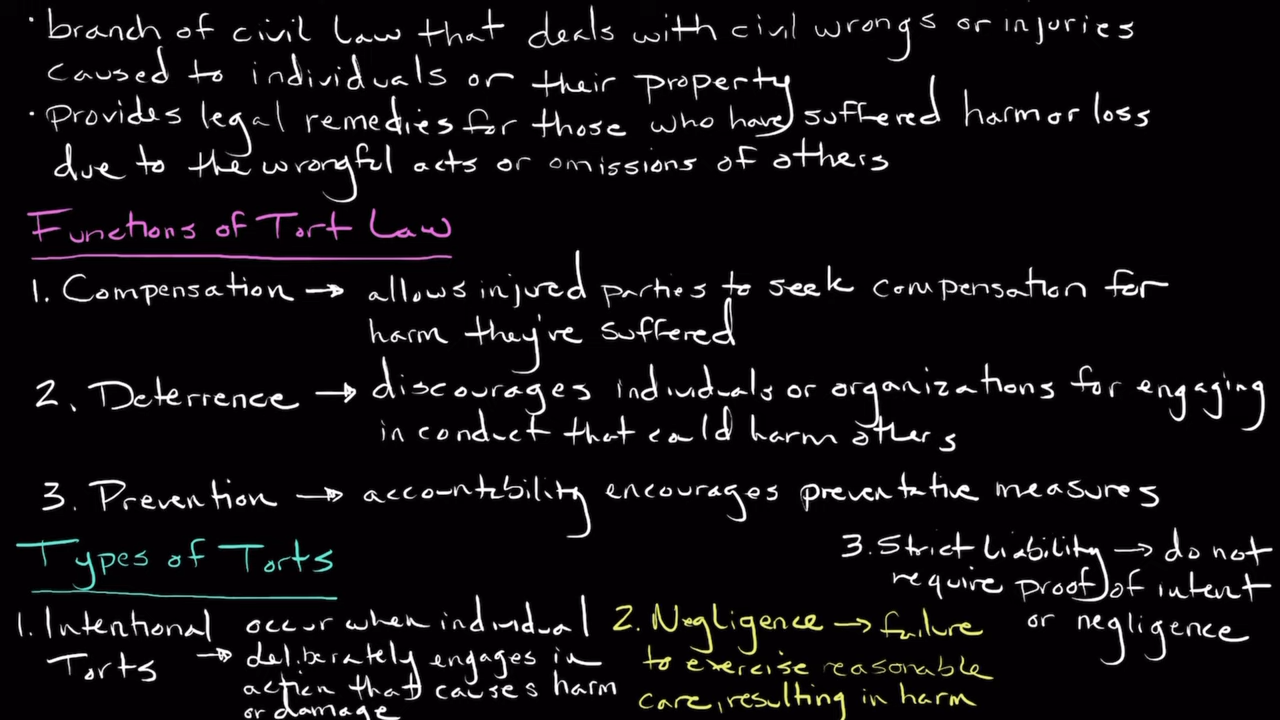 · branch of civil law that deals with civil wrongs or injuries
caused to individuals or their property
· provides legal remedies for those who have suffered harm or loss
due to the wrongful acts or omissions of others
Functions of Tort Law
1. Compensation → allows injured parties to seek compensation for
harm they've suffered
2. Deterrence → discourages individuals or organizations for engaging
in conduct that could harm others
3. Prevention → accountability encourages preventative measures
Types of Torts
1. Intentional Torts → occur when individual
deliberately engages in
action that causes harm
or damage
2. Negligence → failure
to exercise reasonable
care, resulting in harm
3. Strict Liability → do not
require proof of intent
or negligence